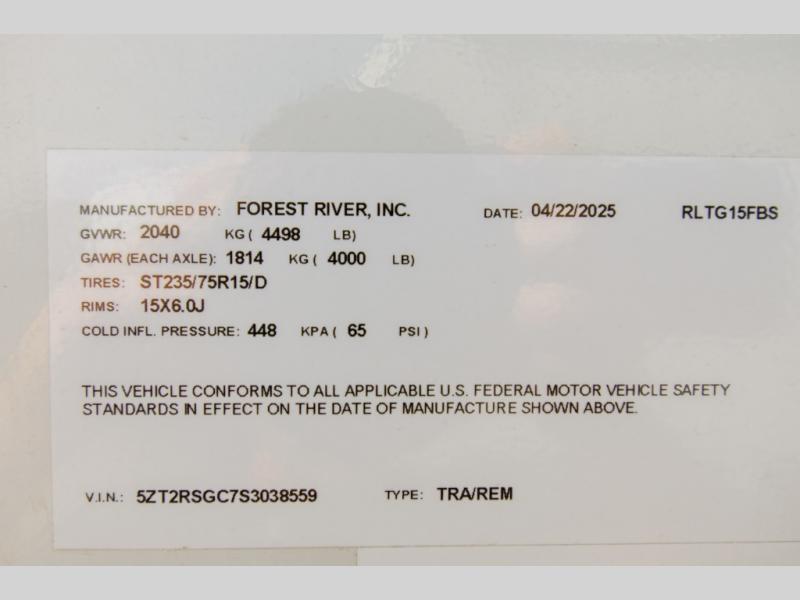 MANUFACTURED BY: FOREST RIVER, INC. DATE: 04/22/2025 RLTG15FBS
GVWR: 2040 KG ( 4498 LB)
GAWR (EACH AXLE): 1814 KG ( 4000 LB)
TIRES: ST235/75R15/D
RIMS: 15X6.0J
COLD INFL. PRESSURE: 448 KPA ( 65 PSI )
THIS VEHICLE CONFORMS TO ALL APPLICABLE U.S. FEDERAL MOTOR VEHICLE SAFETY
STANDARDS IN EFFECT ON THE DATE OF MANUFACTURE SHOWN ABOVE.
V.I.N.: 5ZT2RSGC7S3038559 TYPE: TRA/REM